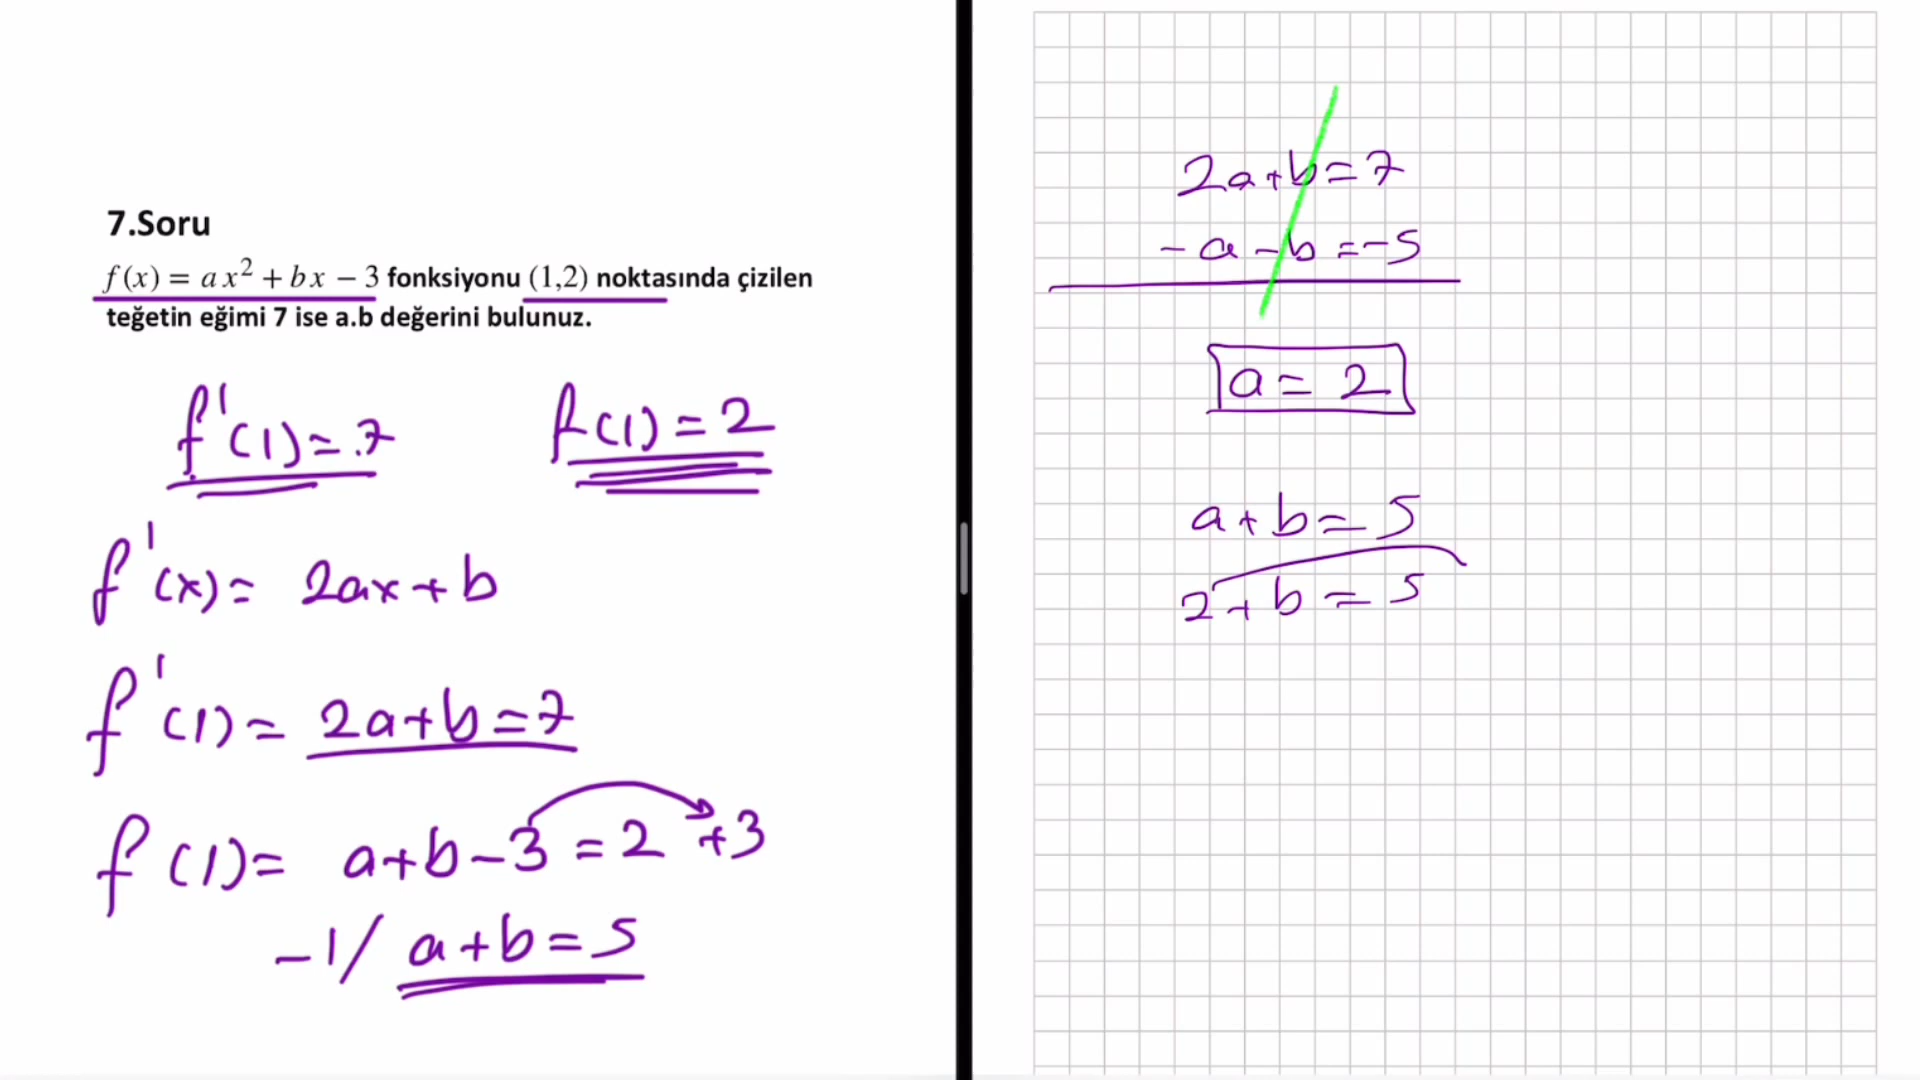 7.Soru
f(x) = ax² + bx − 3 fonksiyonu (1,2) noktasında çizilen
teğetin eğimi 7 ise a.b değerini bulunuz.
f'(1)=7
f(1)=2
f'(x)= 2ax+b
f'(1)= 2a+b=7
f(1)= a+b-3=2+3
-1/ a+b=5
2a+b=7
-a-b=-5
a=2
a+b=5
2+b=5